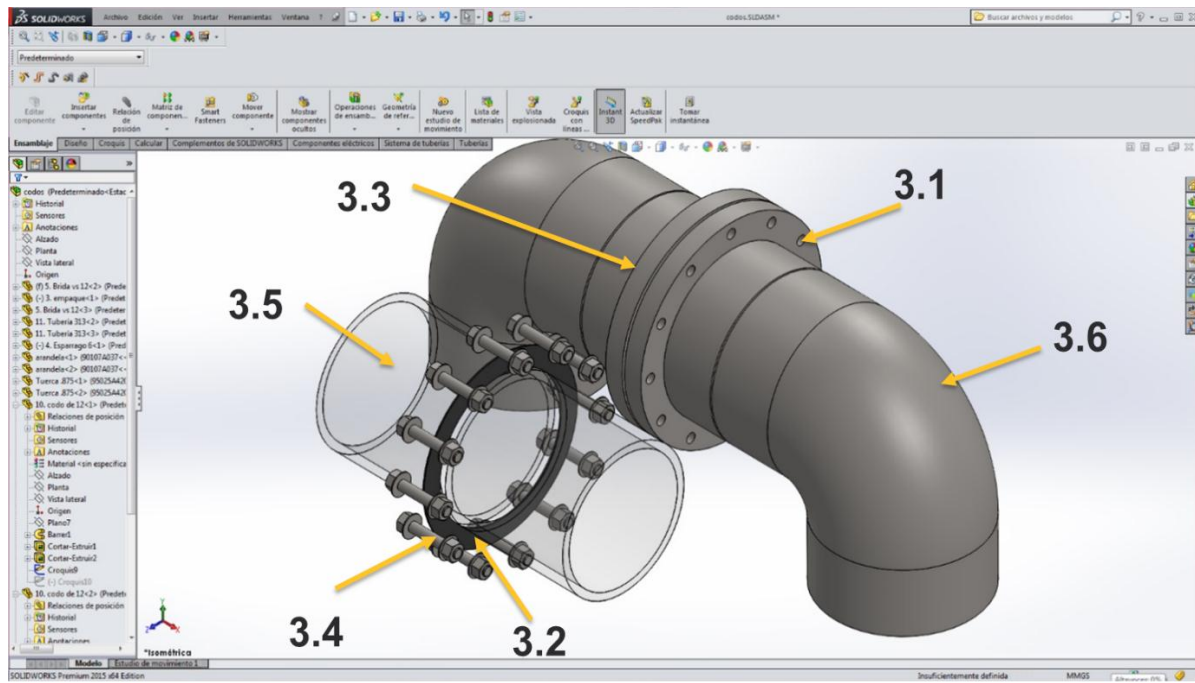 SOLIDWORKS Archivo Edición Ver Insertar Herramientas Ventana ? codos.SLDASM * Buscar archivos y modelos
Predeterminado
Editar componente
Insertar componentes
Relación de posición
Matriz de componen...
Smart Fasteners
Mover componente
Mostrar componentes ocultos
Operaciones de ensamb...
Geometría de refer...
Nuevo estudio de movimiento
Lista de materiales
Vista explosionada
Croquis con líneas ...
Instant 3D
Actualizar SpeedPak
Tomar instantánea
Ensamblaje Diseño Croquis Calcular Complementos de SOLIDWORKS Componentes eléctricos Sistema de tuberías Tuberías
codos (Predeterminado<Estac
Historial
Sensores
Anotaciones
Alzado
Planta
Vista lateral
Origen
(f) 5. Brida vs 12<2> (Prede
(-) 3. empaque<1> (Predet
5. Brida vs 12<3> (Predeter
11. Tubería 313<2> (Predet
11. Tubería 313<3> (Predet
(-) 4. Esparrago 6<1> (Pred
arandela<1> (90107A037<-
arandela<2> (90107A037<-
Tuerca .875<1> (95025A420
Tuerca .875<2> (95025A420
10. codo de 12<1> (Predete
Relaciones de posición
Historial
Sensores
Anotaciones
Material <sin especifica
Alzado
Planta
Vista lateral
Origen
Plano7
Barrer1
Cortar-Extruir1
Cortar-Extruir2
Croquis9
(-) Croquis10
10. codo de 12<2> (Predete
Relaciones de posición
Historial
Sensores
Anotaciones
3.1
3.3
3.5
3.6
3.4
3.2
*Isométrica
Modelo Estudio de movimiento 1
SOLIDWORKS Premium 2015 x64 Edition Insuficientemente definida MMGS